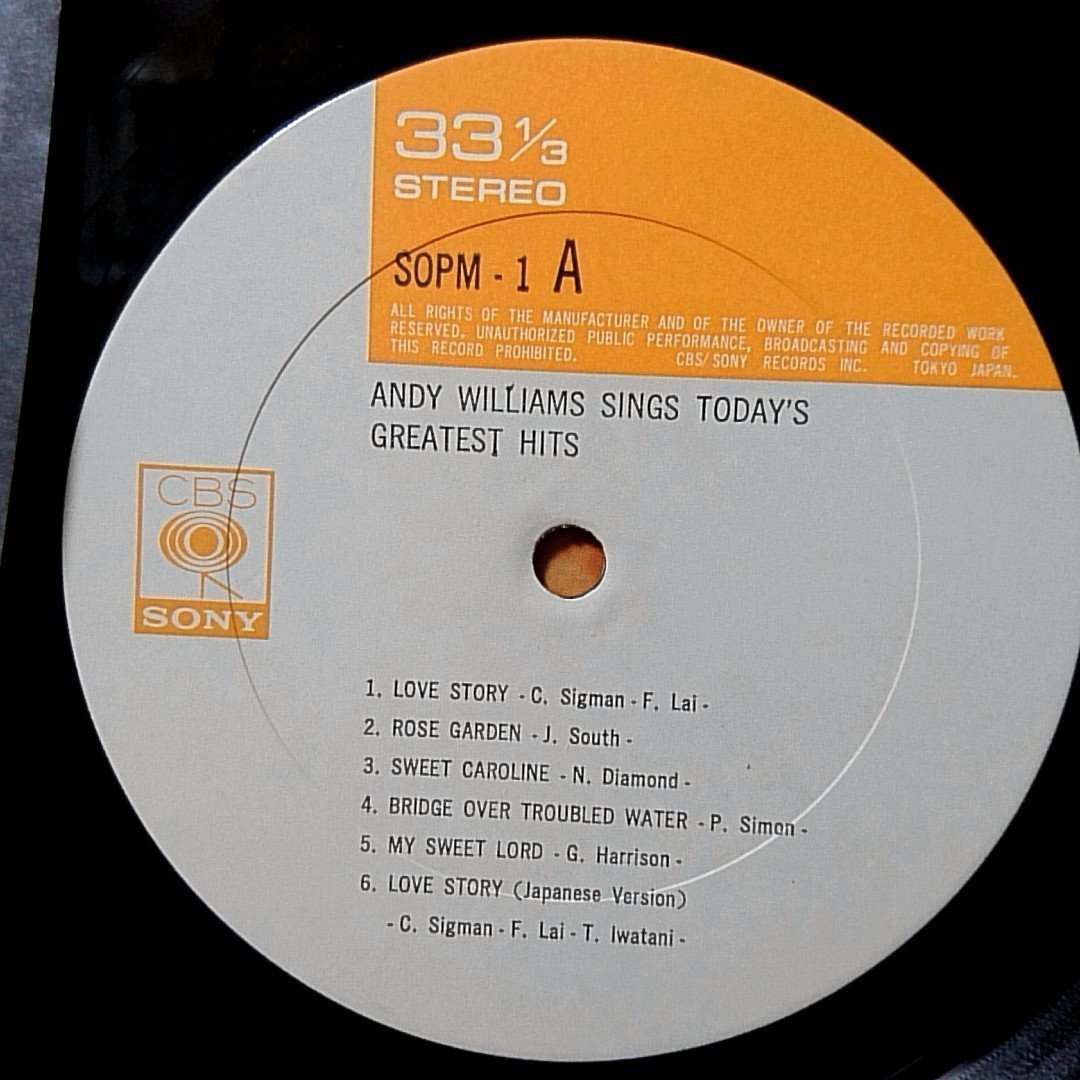 33 1/3
STEREO
SOPM - 1 A
ALL RIGHTS OF THE MANUFACTURER AND OF THE OWNER OF THE RECORDED WORK
RESERVED. UNAUTHORIZED PUBLIC PERFORMANCE, BROADCASTING AND COPYING OF
THIS RECORD PROHIBITED. CBS/SONY RECORDS INC. TOKYO JAPAN.
ANDY WILLIAMS SINGS TODAY'S
GREATEST HITS
CBS
SONY
1. LOVE STORY - C. Sigman - F. Lai -
2. ROSE GARDEN - J. South -
3. SWEET CAROLINE - N. Diamond -
4. BRIDGE OVER TROUBLED WATER - P. Simon -
5. MY SWEET LORD - G. Harrison -
6. LOVE STORY (Japanese Version)
- C. Sigman - F. Lai - T. Iwatani -